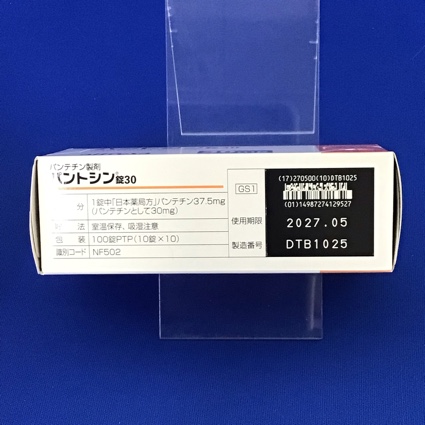 パンテチン製剤
パントシン錠30
分 1錠中「日本薬局方」パンテチン37.5mg
(パンテチンとして30mg)
法 室温保存、吸湿注意
包装 100錠PTP(10錠×10)
識別コード NF502
GS1
使用期限
製造番号
(17)270500(10)DTB1025
(01)14987274129527
2027.05
DTB1025